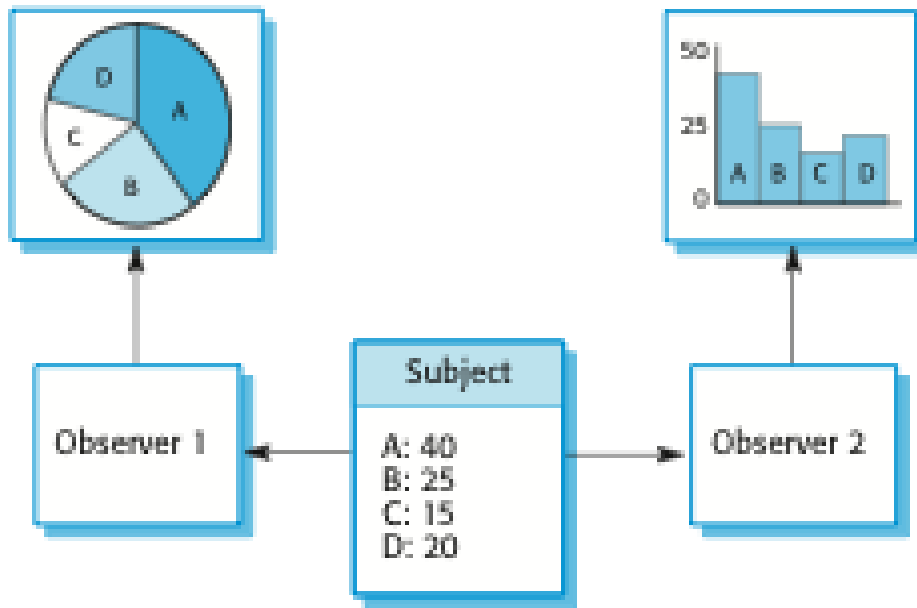 D
A
C
B
50
25
0
A B C D
Subject
Observer 1
A: 40
B: 25
C: 15
D: 20
Observer 2